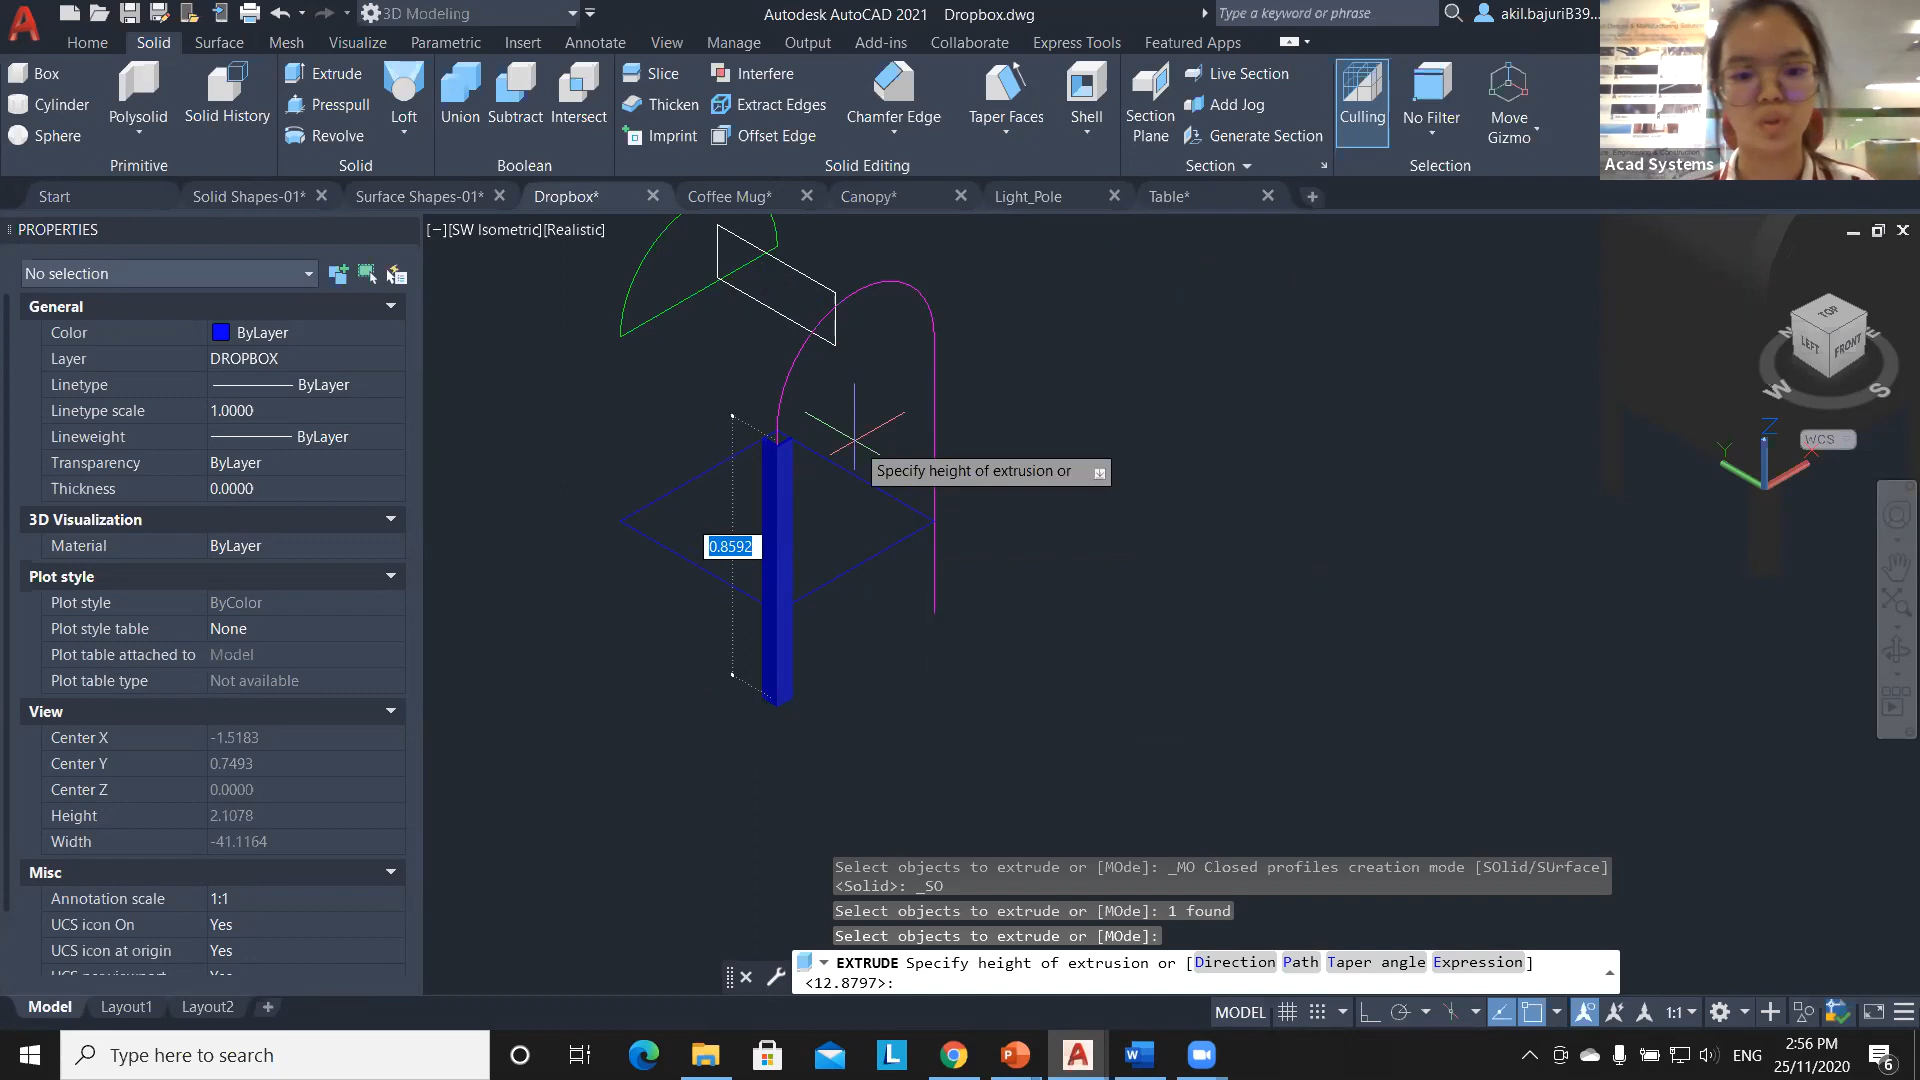 3D Modeling
Autodesk AutoCAD 2021 Dropbox.dwg
Type a keyword or phrase
akil.bajuriB39...
Home Solid Surface Mesh Visualize Parametric Insert Annotate View Manage Output Add-ins Collaborate Express Tools Featured Apps
Box
Cylinder
Sphere
Polysolid
Solid History
Primitive
Extrude
Presspull
Revolve
Loft
Solid
Union
Subtract
Intersect
Boolean
Slice
Thicken
Imprint
Interfere
Extract Edges
Offset Edge
Chamfer Edge
Taper Faces
Shell
Solid Editing
Section
Plane
Live Section
Add Jog
Generate Section
Section
Culling
No Filter
Move
Gizmo
Selection
Acad Systems
Start Solid Shapes-01* Surface Shapes-01* Dropbox* Coffee Mug* Canopy* Light_Pole Table*
PROPERTIES
No selection
General
Color ByLayer
Layer DROPBOX
Linetype ByLayer
Linetype scale 1.0000
Lineweight ByLayer
Transparency ByLayer
Thickness 0.0000
3D Visualization
Material ByLayer
Plot style
Plot style ByColor
Plot style table None
Plot table attached to Model
Plot table type Not available
View
Center X -1.5183
Center Y 0.7493
Center Z 0.0000
Height 2.1078
Width -41.1164
Misc
Annotation scale 1:1
UCS icon On Yes
UCS icon at origin Yes
[−][SW Isometric][Realistic]
TOP
LEFT
FRONT
N
E
W
S
WCS
Z
Y
X
Specify height of extrusion or
0.8592
Select objects to extrude or [MOde]: _MO Closed profiles creation mode [SOlid/SUrface]
<Solid>: _SO
Select objects to extrude or [MOde]: 1 found
Select objects to extrude or [MOde]:
EXTRUDE Specify height of extrusion or [Direction Path Taper angle Expression]
<12.8797>:
Model Layout1 Layout2
MODEL
1:1
Type here to search
ENG
2:56 PM
25/11/2020
6